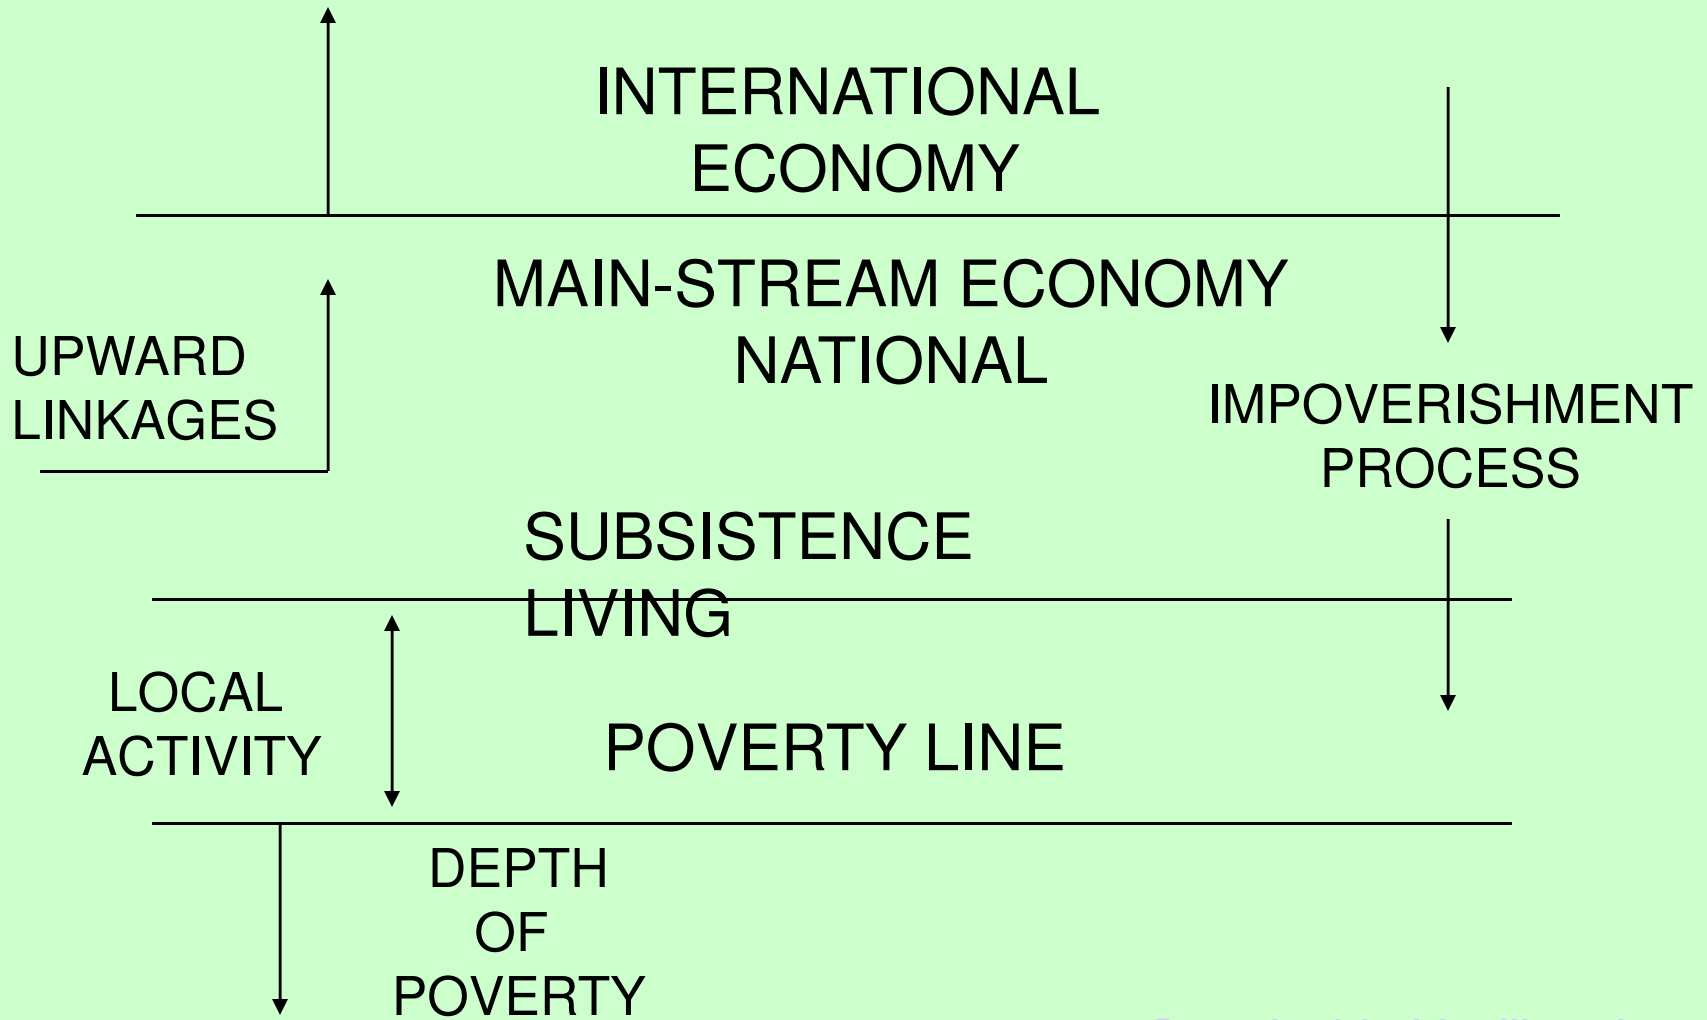 INTERNATIONAL
ECONOMY
MAIN-STREAM ECONOMY
NATIONAL
UPWARD
LINKAGES
IMPOVERISHMENT
PROCESS
SUBSISTENCE
LIVING
LOCAL
ACTIVITY
POVERTY LINE
DEPTH
OF
POVERTY